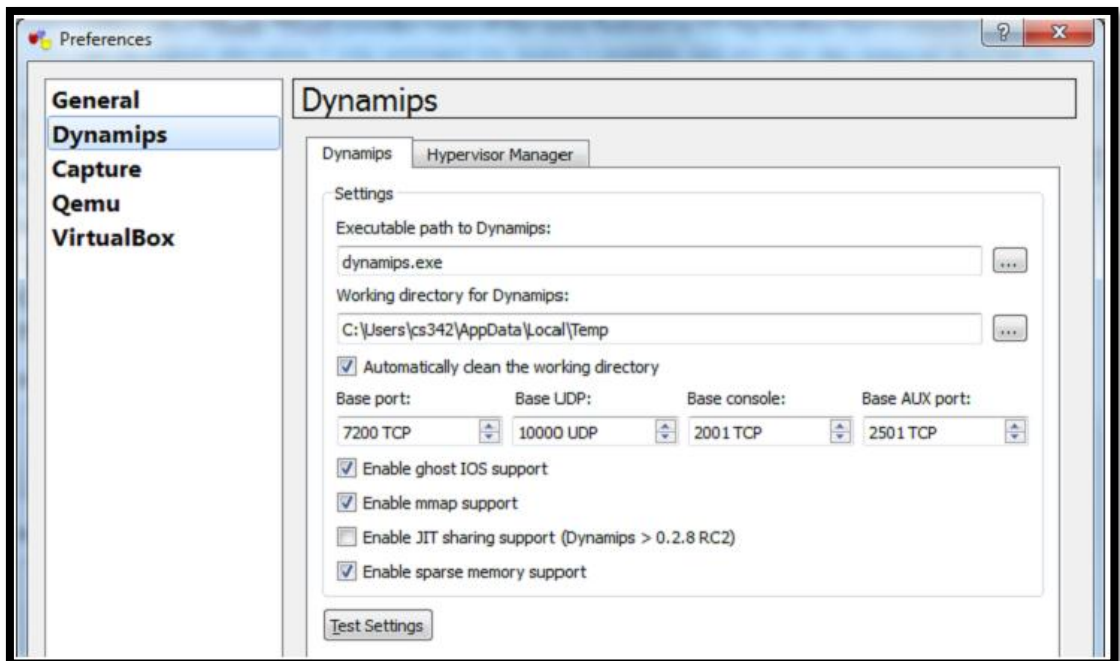 Preferences
General
Dynamips
Capture
Qemu
VirtualBox
Dynamips
Dynamips Hypervisor Manager
Settings
Executable path to Dynamips:
dynamips.exe
...
Working directory for Dynamips:
C:\Users\cs342\AppData\Local\Temp
...
Automatically clean the working directory
Base port: Base UDP: Base console: Base AUX port:
7200 TCP 10000 UDP 2001 TCP 2501 TCP
Enable ghost IOS support
Enable mmap support
Enable JIT sharing support (Dynamips > 0.2.8 RC2)
Enable sparse memory support
Test Settings